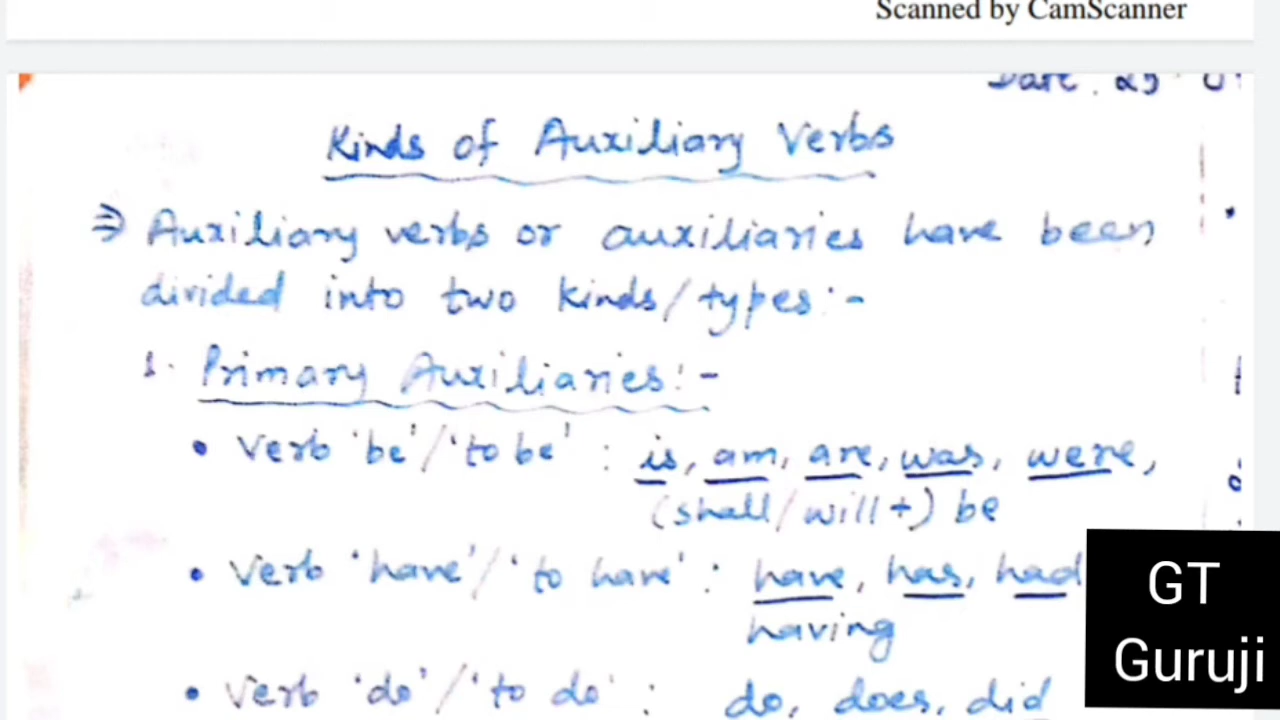 Scanned by CamScanner
Kinds of Auxiliary Verbs
⇒ Auxiliary verbs or auxiliaries have been
divided into two kinds/types:-
1. Primary Auxiliaries:-
• Verb 'be'/'to be' : is, am, are, was, were,
(shall/will+) be
• Verb 'have'/'to have' : have, has, had
having
• Verb 'do'/'to do' : do, does, did
GT
Guruji